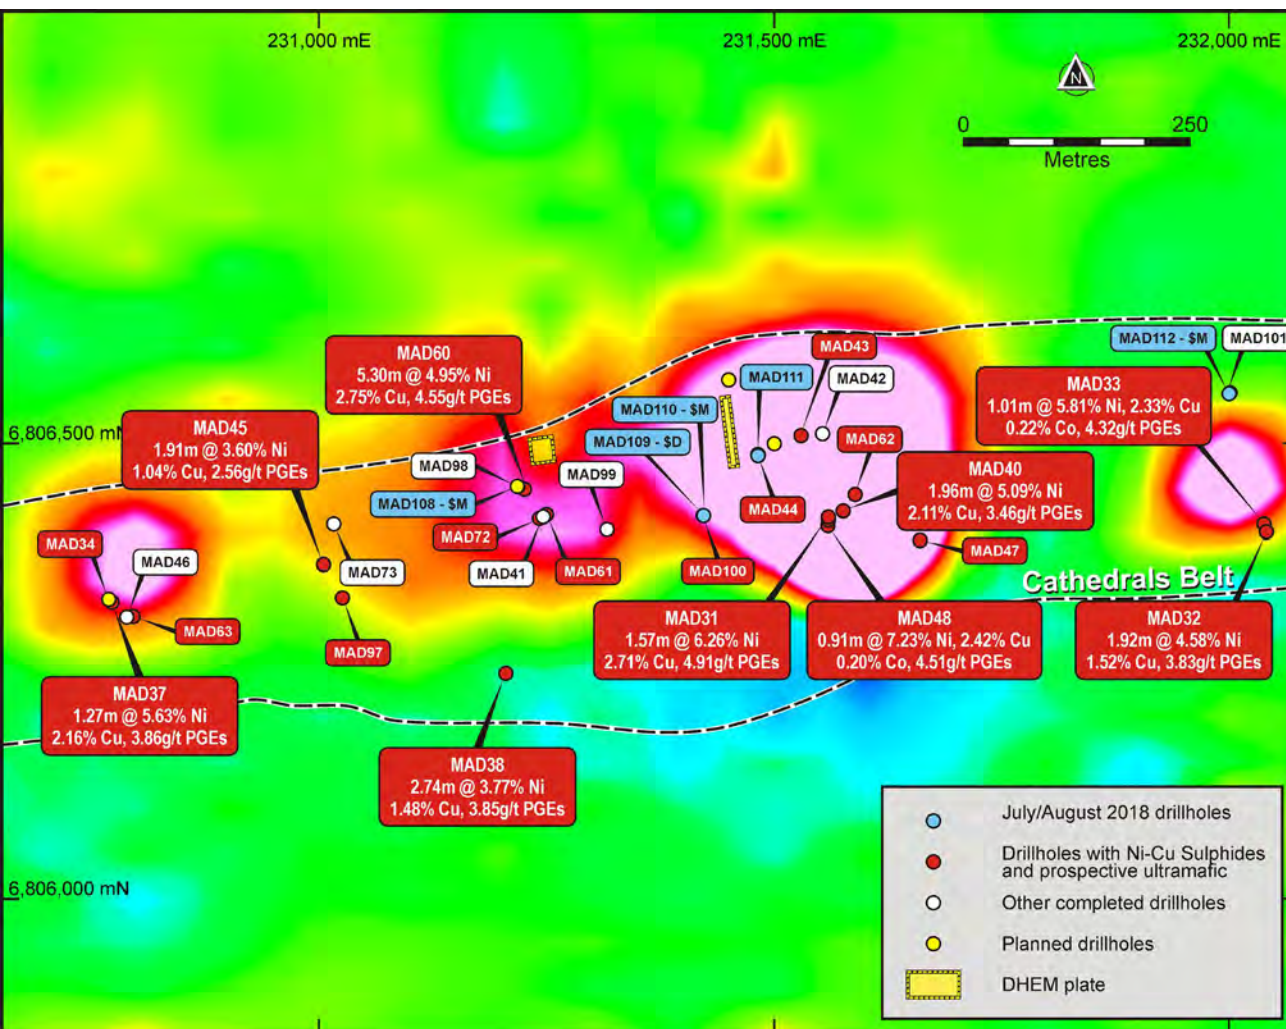 231,000 mE
231,500 mE
232,000 mE
N
0
250
Metres
MAD43
MAD112 - $M
MAD101
MAD60
5.30m @ 4.95% Ni
2.75% Cu, 4.55g/t PGEs
MAD111
MAD42
MAD33
1.01m @ 5.81% Ni, 2.33% Cu
0.22% Co, 4.32g/t PGEs
MAD110 - $M
6,806,500 mN
MAD45
1.91m @ 3.60% Ni
1.04% Cu, 2.56g/t PGEs
MAD109 - $D
MAD62
MAD98
MAD99
MAD40
1.96m @ 5.09% Ni
2.11% Cu, 3.46g/t PGEs
MAD108 - $M
MAD44
MAD72
MAD34
MAD46
MAD73
MAD41
MAD61
MAD100
MAD47
Cathedrals Belt
MAD63
MAD97
MAD31
1.57m @ 6.26% Ni
2.71% Cu, 4.91g/t PGEs
MAD48
0.91m @ 7.23% Ni, 2.42% Cu
0.20% Co, 4.51g/t PGEs
MAD32
1.92m @ 4.58% Ni
1.52% Cu, 3.83g/t PGEs
MAD37
1.27m @ 5.63% Ni
2.16% Cu, 3.86g/t PGEs
MAD38
2.74m @ 3.77% Ni
1.48% Cu, 3.85g/t PGEs
6,806,000 mN
July/August 2018 drillholes
Drillholes with Ni-Cu Sulphides
and prospective ultramafic
Other completed drillholes
Planned drillholes
DHEM plate